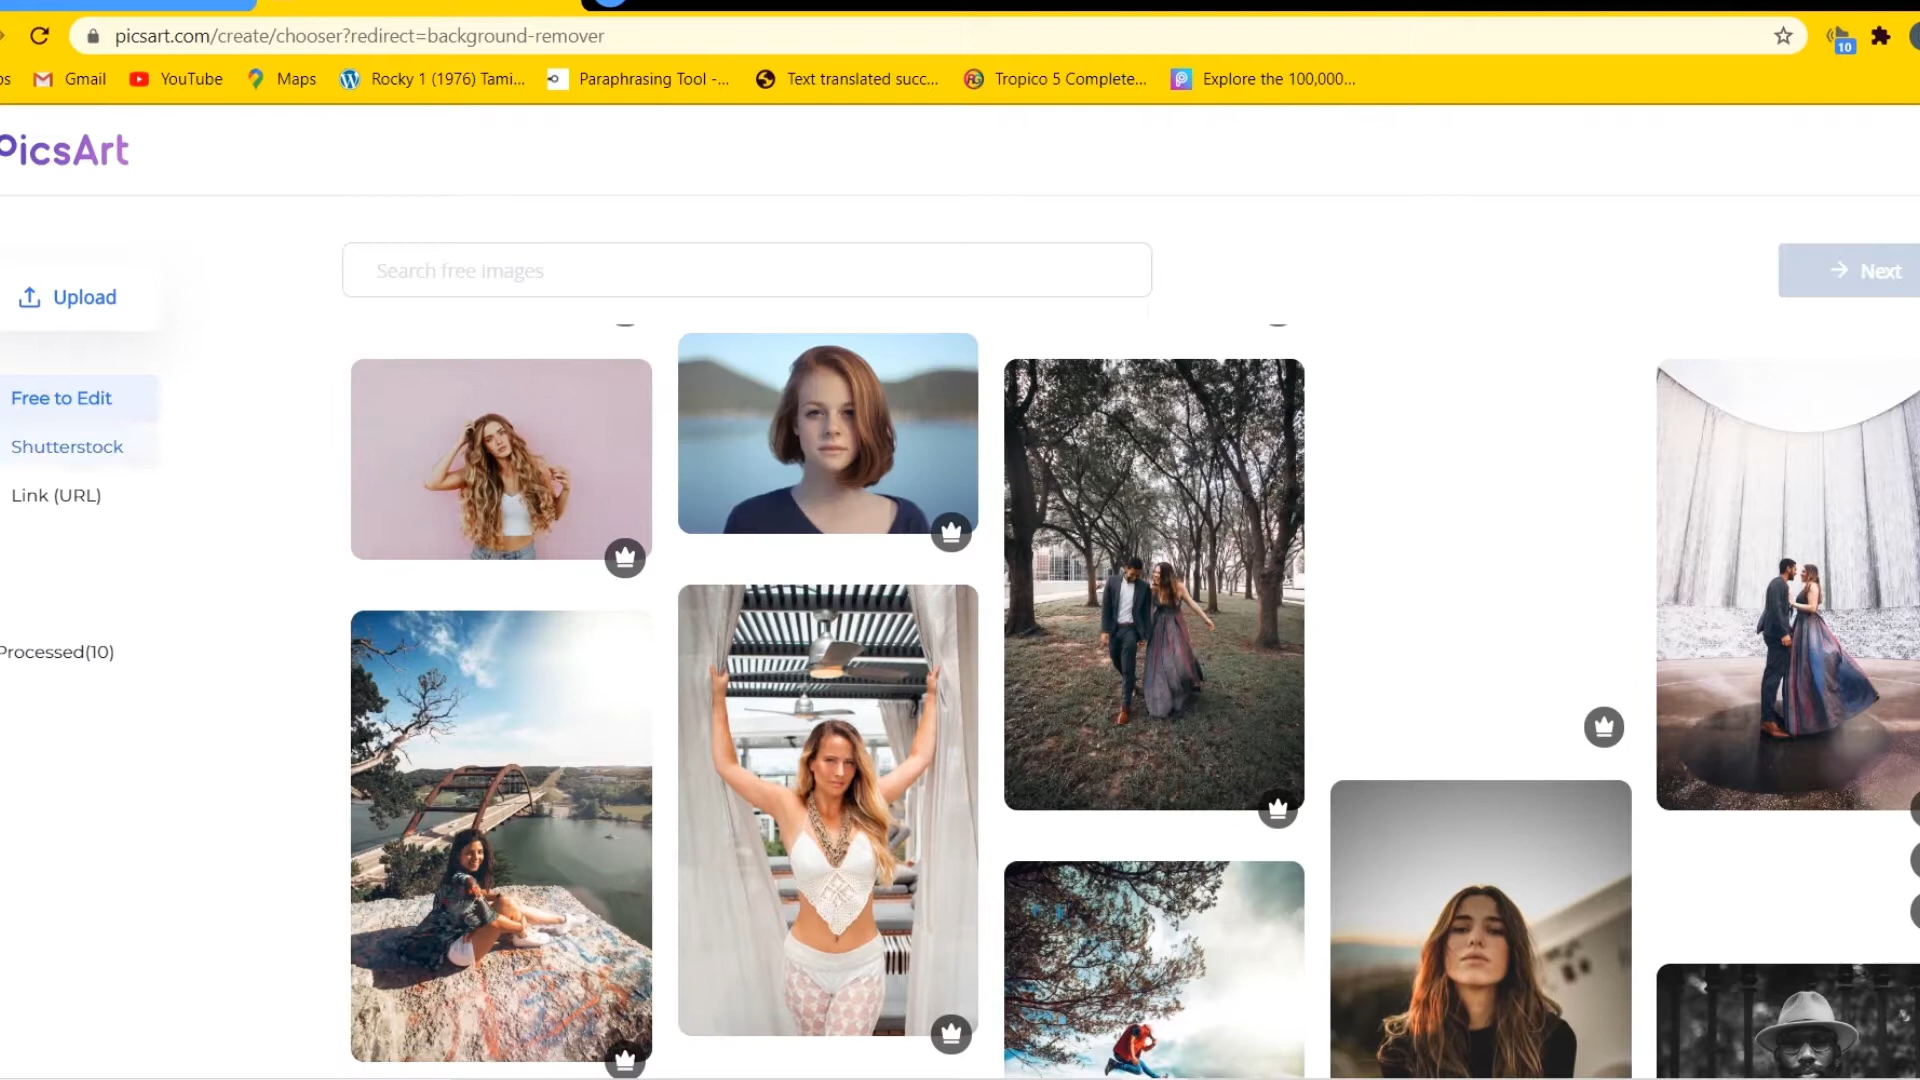 picsart.com/create/chooser?redirect=background-remover
10
Gmail YouTube Maps Rocky 1 (1976) Tami... Paraphrasing Tool -... Text translated succ... Tropico 5 Complete... Explore the 100,000...
PicsArt
Search free images
Next
Upload
Free to Edit
Shutterstock
Link (URL)
Processed(10)